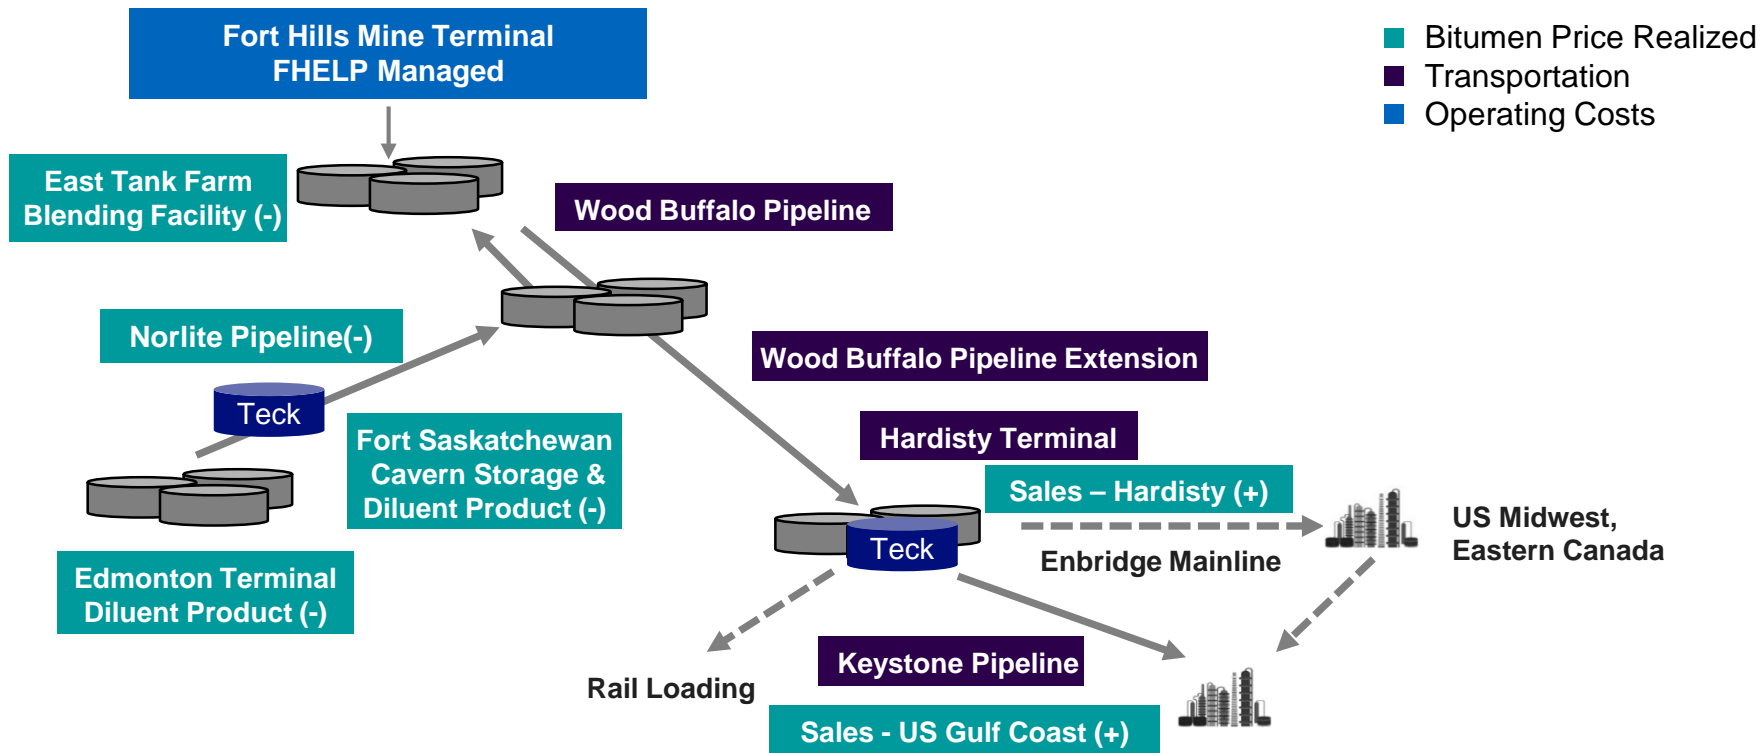 Fort Hills Mine Terminal
FHELP Managed
Bitumen Price Realized
Transportation
Operating Costs
East Tank Farm
Blending Facility (-)
Wood Buffalo Pipeline
Norlite Pipeline(-)
Wood Buffalo Pipeline Extension
Teck
Fort Saskatchewan
Cavern Storage &
Diluent Product (-)
Hardisty Terminal
Sales – Hardisty (+)
US Midwest,
Eastern Canada
Teck
Enbridge Mainline
Edmonton Terminal
Diluent Product (-)
Keystone Pipeline
Rail Loading
Sales - US Gulf Coast (+)